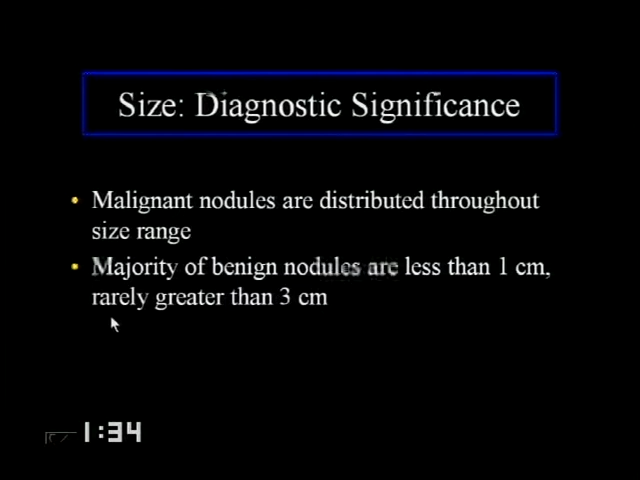 Size: Diagnostic Significance
• Malignant nodules are distributed throughout
size range
• Majority of benign nodules are less than 1 cm,
rarely greater than 3 cm
1:34